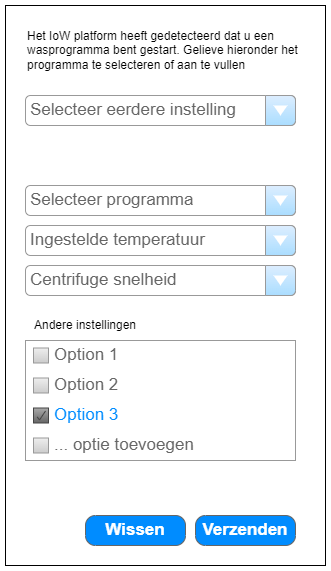 Het IoW platform heeft gedetecteerd dat u een
wasprogramma bent gestart. Gelieve hieronder het
programma te selecteren of aan te vullen
Selecteer eerdere instelling
Selecteer programma
Ingestelde temperatuur
Centrifuge snelheid
Andere instellingen
Option 1
Option 2
Option 3
... optie toevoegen
Wissen Verzenden